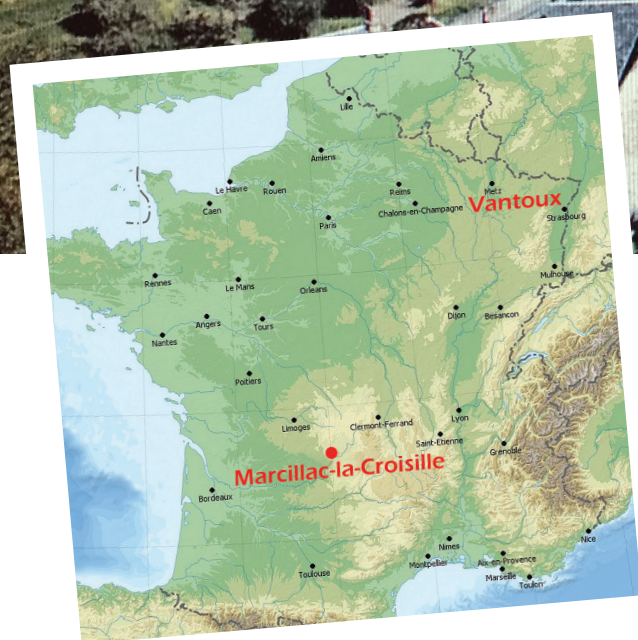 Lille
Amiens
Le Havre
Rouen
Reims
Metz
Caen
Chalons-en-Champagne
Vantoux
Paris
Strasbourg
Rennes
Le Mans
Orleans
Mulhouse
Angers
Tours
Dijon
Besancon
Nantes
Poitiers
Limoges
Clermont-Ferrand
Lyon
Saint-Etienne
Grenoble
Marcillac-la-Croisille
Bordeaux
Nimes
Nice
Montpellier
Aix-en-Provence
Toulouse
Marseille
Toulon